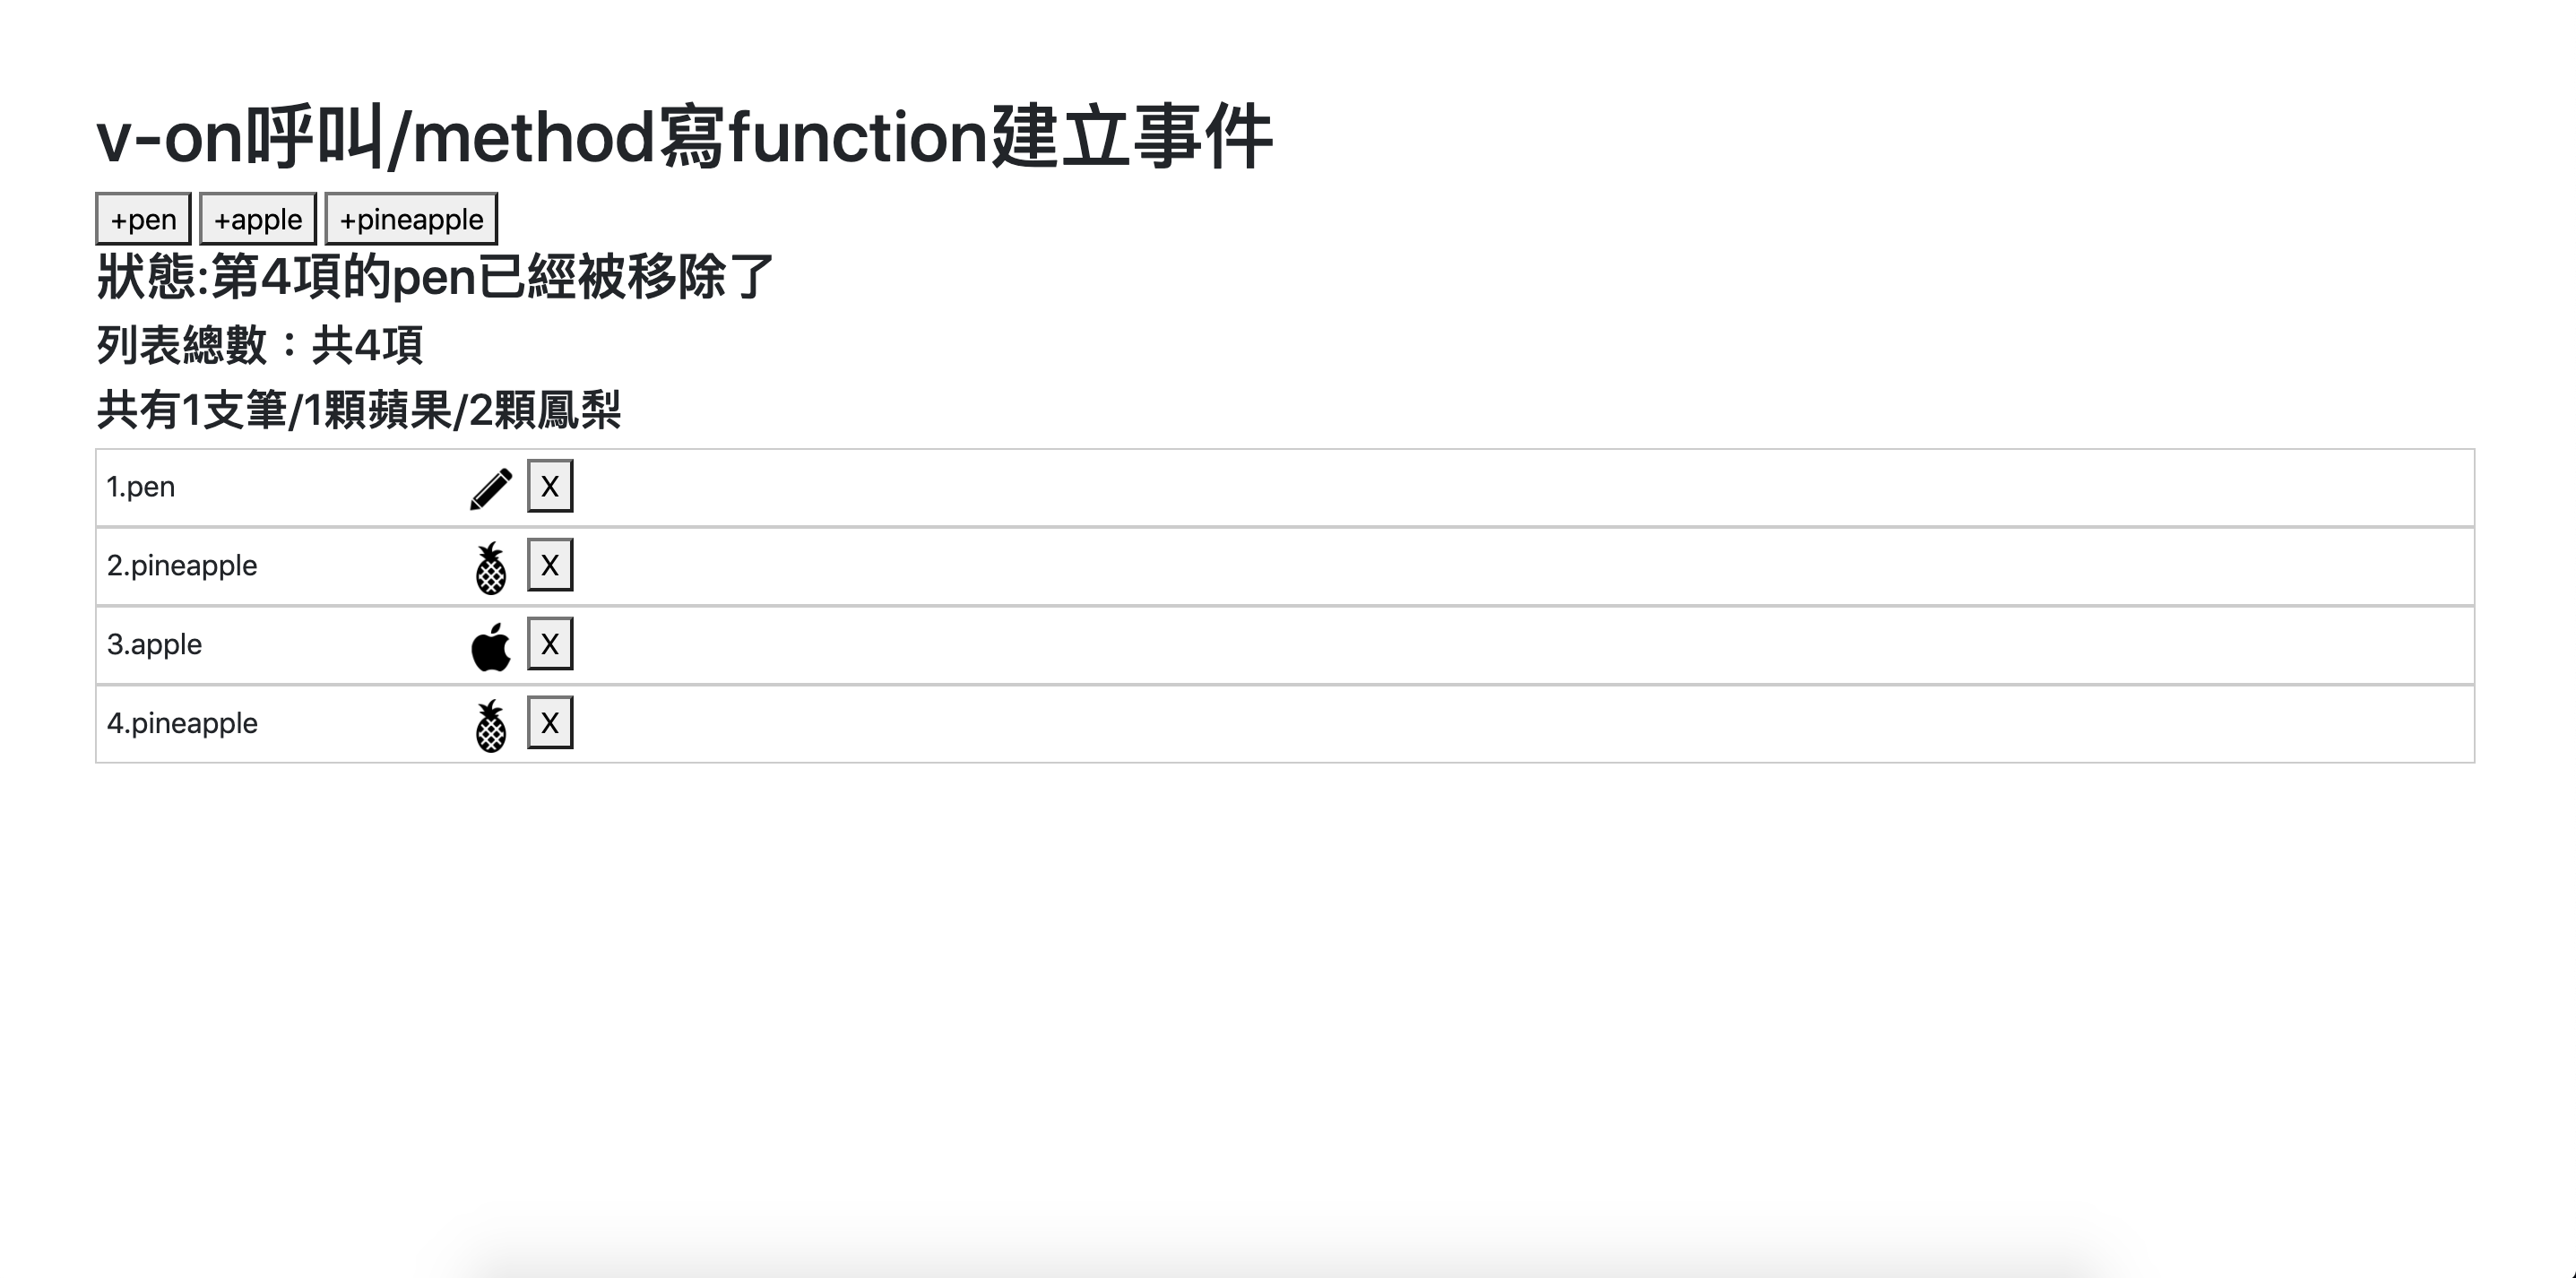 v-on呼叫/method寫function建立事件
+pen +apple +pineapple
狀態:第4項的pen已經被移除了
列表總數：共4項
共有1支筆/1顆蘋果/2顆鳳梨
1.pen X
2.pineapple X
3.apple X
4.pineapple X